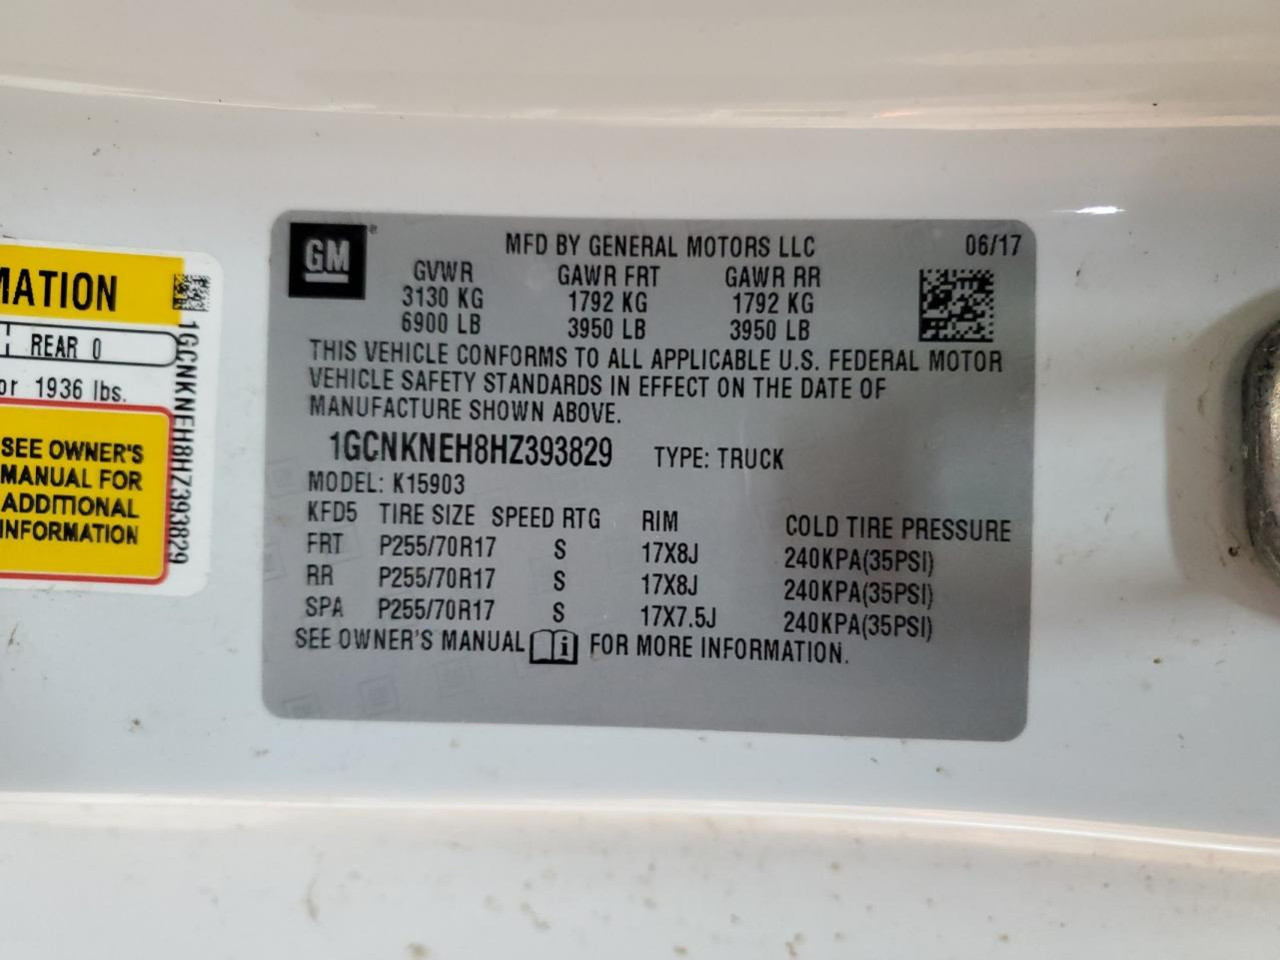 MATION
REAR 0
or 1936 lbs.
SEE OWNER'S
MANUAL FOR
ADDITIONAL
INFORMATION
1GCNKNEH8HZ393829
GM
MFD BY GENERAL MOTORS LLC 06/17
GVWR GAWR FRT GAWR RR
3130 KG 1792 KG 1792 KG
6900 LB 3950 LB 3950 LB
THIS VEHICLE CONFORMS TO ALL APPLICABLE U.S. FEDERAL MOTOR
VEHICLE SAFETY STANDARDS IN EFFECT ON THE DATE OF
MANUFACTURE SHOWN ABOVE.
1GCNKNEH8HZ393829 TYPE: TRUCK
MODEL: K15903
KFD5 TIRE SIZE SPEED RTG RIM COLD TIRE PRESSURE
FRT P255/70R17 S 17X8J 240KPA(35PSI)
RR P255/70R17 S 17X8J 240KPA(35PSI)
SPA P255/70R17 S 17X7.5J 240KPA(35PSI)
SEE OWNER'S MANUAL i FOR MORE INFORMATION.